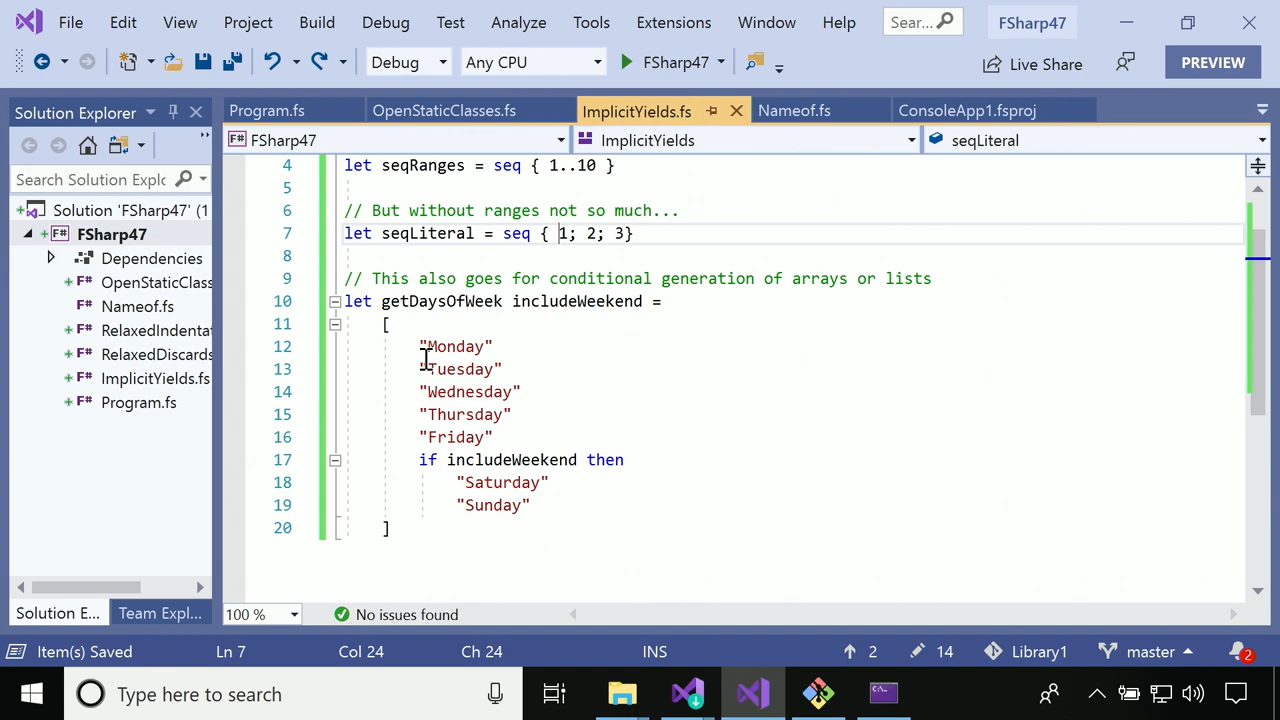 File Edit View Project Build Debug Test Analyze Tools Extensions Window Help Sear... FSharp47
Debug Any CPU FSharp47 Live Share PREVIEW
Solution Explorer
Search Solution Explo
Solution 'FSharp47' (1
FSharp47
Dependencies
OpenStaticClass
Nameof.fs
RelaxedIndenta
RelaxedDiscards
ImplicitYields.fs
Program.fs
Solution E... Team Expl...
Program.fs OpenStaticClasses.fs ImplicitYields.fs Nameof.fs ConsoleApp1.fsproj
FSharp47 ImplicitYields seqLiteral
4 let seqRanges = seq { 1..10 }
5
6 // But without ranges not so much...
7 let seqLiteral = seq { 1; 2; 3}
8
9 // This also goes for conditional generation of arrays or lists
10 let getDaysOfWeek includeWeekend =
11 [
12 "Monday"
13 "Tuesday"
14 "Wednesday"
15 "Thursday"
16 "Friday"
17 if includeWeekend then
18 "Saturday"
19 "Sunday"
20 ]
100 % No issues found
Item(s) Saved Ln 7 Col 24 Ch 24 INS 2 14 Library1 master 2
Type here to search